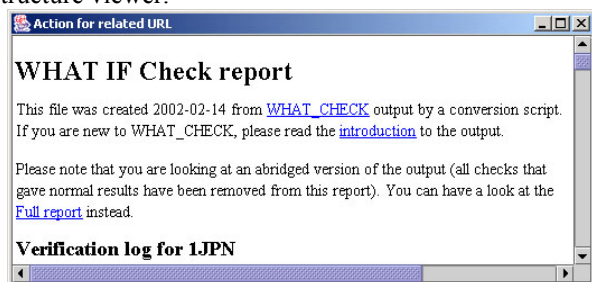 tructure viewer.
Action for related URL
WHAT IF Check report
This file was created 2002-02-14 from WHAT_CHECK output by a conversion script.
If you are new to WHAT_CHECK, please read the introduction to the output.
Please note that you are looking at an abridged version of the output (all checks that
gave normal results have been removed from this report). You can have a look at the
Full report instead.
Verification log for 1JPN